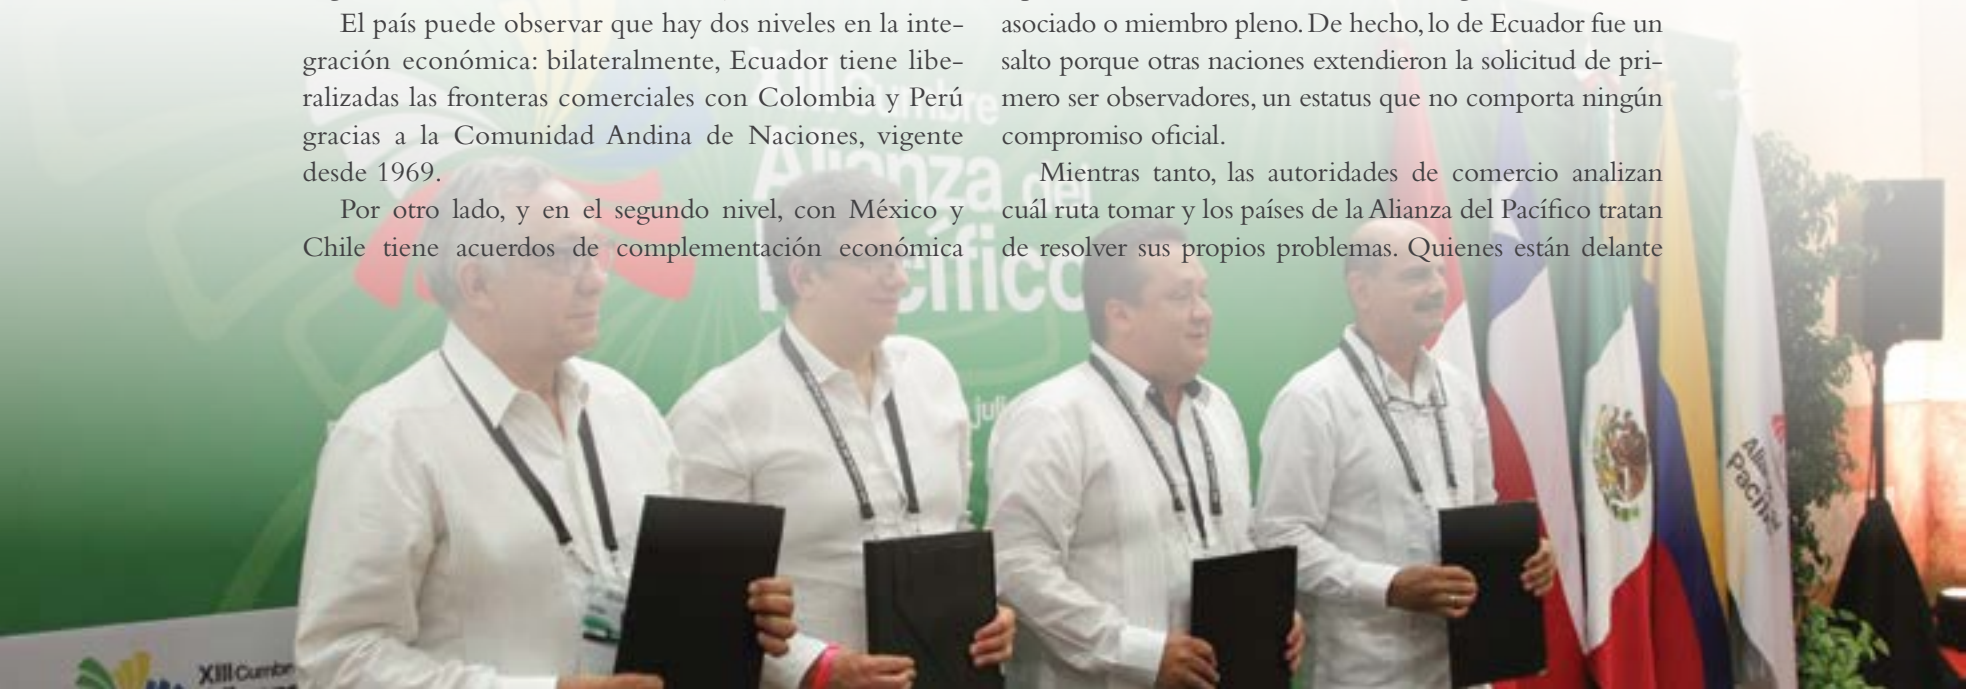 El país puede observar que hay dos niveles en la inte-
gración económica: bilateralmente, Ecuador tiene libe-
ralizadas las fronteras comerciales con Colombia y Perú
gracias a la Comunidad Andina de Naciones, vigente
desde 1969.
Por otro lado, y en el segundo nivel, con México y
Chile tiene acuerdos de complementación económica
asociado o miembro pleno. De hecho, lo de Ecuador fue un
salto porque otras naciones extendieron la solicitud de pri-
mero ser observadores, un estatus que no comporta ningún
compromiso oficial.
Mientras tanto, las autoridades de comercio analizan
cuál ruta tomar y los países de la Alianza del Pacífico tratan
de resolver sus propios problemas. Quienes están delante
XIII Cumbre
Alianza del
Pacífico
juli
Pacífi
XIII Cumbr